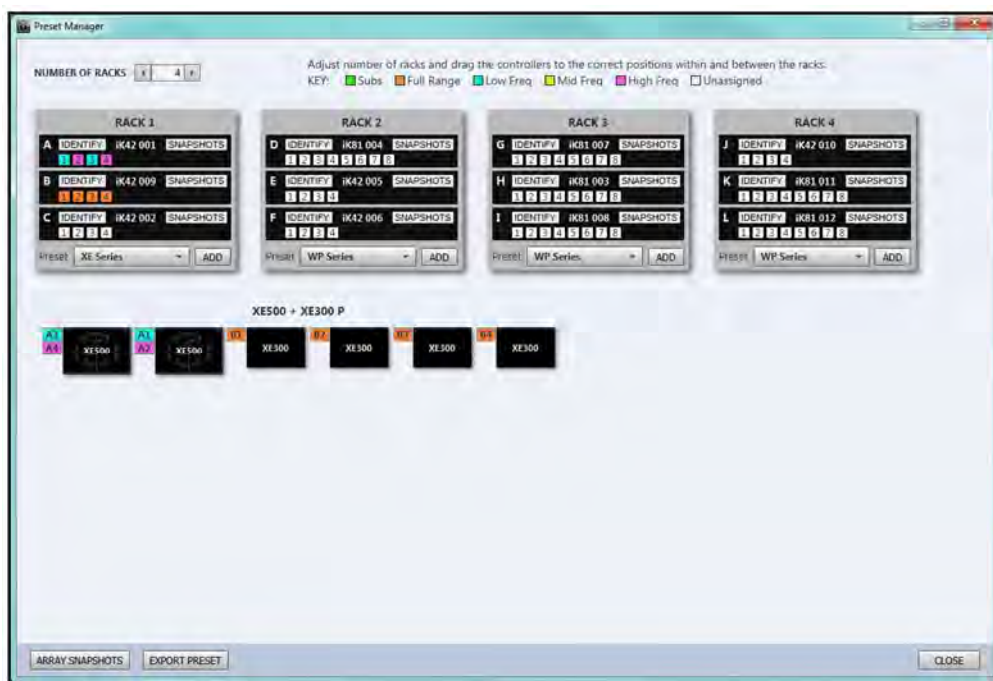 Preset Manager
Adjust number of racks and drag the controllers to the correct positions within and between the racks.
NUMBER OF RACKS 4
KEY: Subs Full Range Low Freq Mid Freq High Freq Unassigned
RACK 1
A IDENTIFY iK42 001 SNAPSHOTS
1 2 3 4
B IDENTIFY iK42 009 SNAPSHOTS
1 2 3 4
C IDENTIFY iK42 002 SNAPSHOTS
1 2 3 4
Preset XE Series ADD
RACK 2
D IDENTIFY iK81 004 SNAPSHOTS
1 2 3 4 5 6 7 8
E IDENTIFY iK42 005 SNAPSHOTS
1 2 3 4
F IDENTIFY iK42 006 SNAPSHOTS
1 2 3 4
Preset WP Series ADD
RACK 3
G IDENTIFY iK81 007 SNAPSHOTS
1 2 3 4 5 6 7 8
H IDENTIFY iK81 003 SNAPSHOTS
1 2 3 4 5 6 7 8
I IDENTIFY iK81 008 SNAPSHOTS
1 2 3 4 5 6 7 8
Preset WP Series ADD
RACK 4
J IDENTIFY iK42 010 SNAPSHOTS
1 2 3 4
K IDENTIFY iK81 011 SNAPSHOTS
1 2 3 4 5 6 7 8
L IDENTIFY iK81 012 SNAPSHOTS
1 2 3 4 5 6 7 8
Preset WP Series ADD
XE500 + XE300 P
A3 A1 B1 B2 B3 B4
A4 XE500 A2 XE500 XE300 XE300 XE300 XE300
ARRAY SNAPSHOTS EXPORT PRESET CLOSE